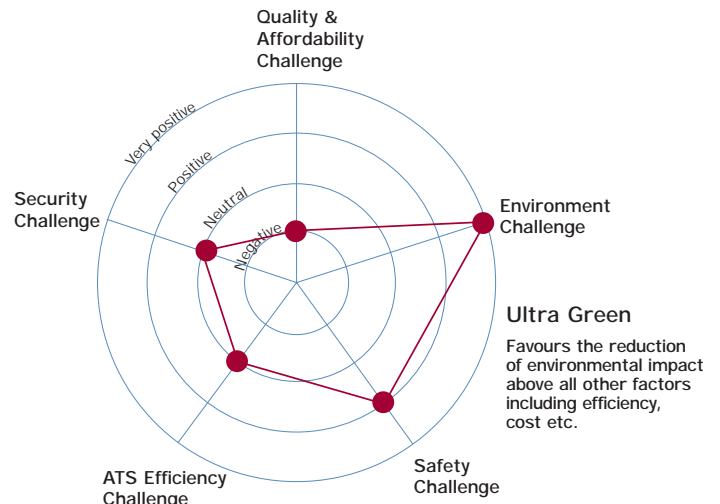 Quality &
Affordability
Challenge
Very positive
Positive
Neutral
Negative
Security
Challenge
Environment
Challenge
Ultra Green
Favours the reduction
of environmental impact
above all other factors
including efficiency,
cost etc.
ATS Efficiency
Challenge
Safety
Challenge